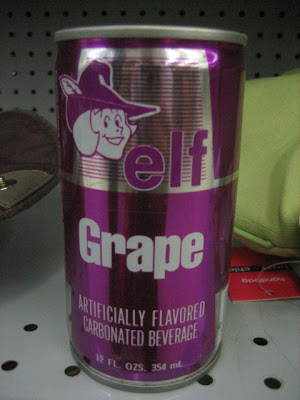 elf
Grape
ARTIFICIALLY FLAVORED
CARBONATED BEVERAGE
12 FL. OZS. 354 mL